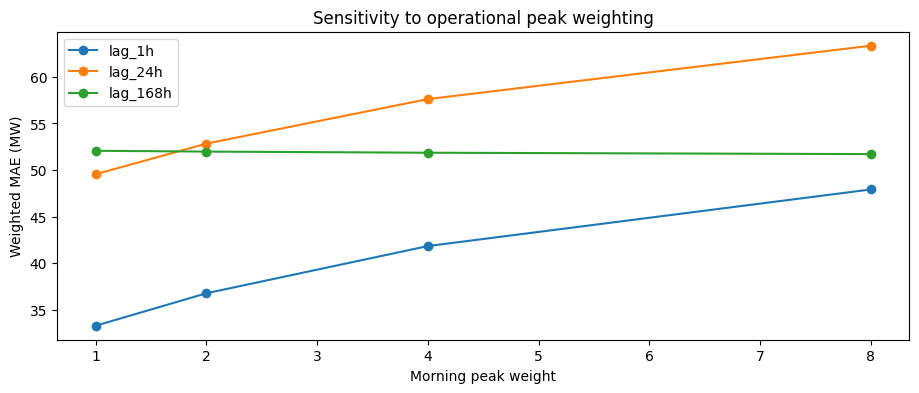 Sensitivity to operational peak weighting
lag_1h
lag_24h
lag_168h
Weighted MAE (MW)
60
55
50
45
40
35
1 2 3 4 5 6 7 8
Morning peak weight